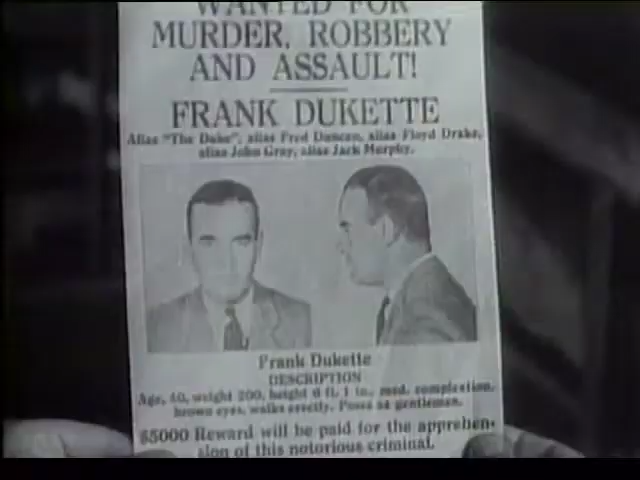 WANTED FOR
MURDER, ROBBERY
AND ASSAULT!
FRANK DUKETTE
Alias "The Duke", alias Fred Duncan, alias Floyd Drake,
alias John Gray, alias Jack Murphy.
Frank Dukette
DESCRIPTION
Age, 40, weight 200, height 6 ft. 1 in., med. complection,
brown eyes, walks erectly. Poses as gentleman.
$5000 Reward will be paid for the apprehen-
sion of this notorious criminal.